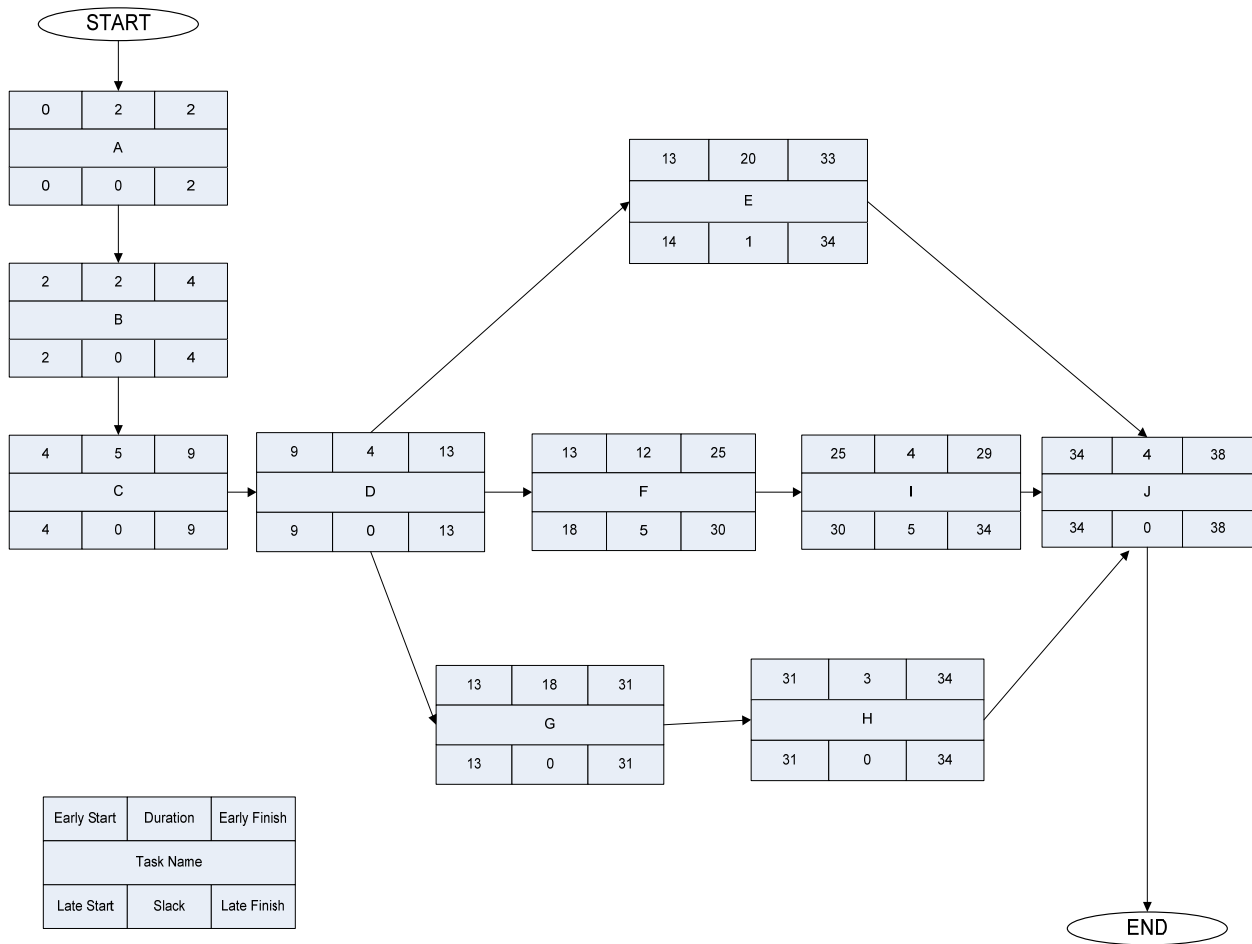 START
0 2 2
A
0 0 2
2 2 4
B
2 0 4
4 5 9
C
4 0 9
9 4 13
D
9 0 13
13 20 33
E
14 1 34
13 12 25
F
18 5 30
25 4 29
I
30 5 34
13 18 31
G
13 0 31
31 3 34
H
31 0 34
34 4 38
J
34 0 38
END
Early Start Duration Early Finish
Task Name
Late Start Slack Late Finish